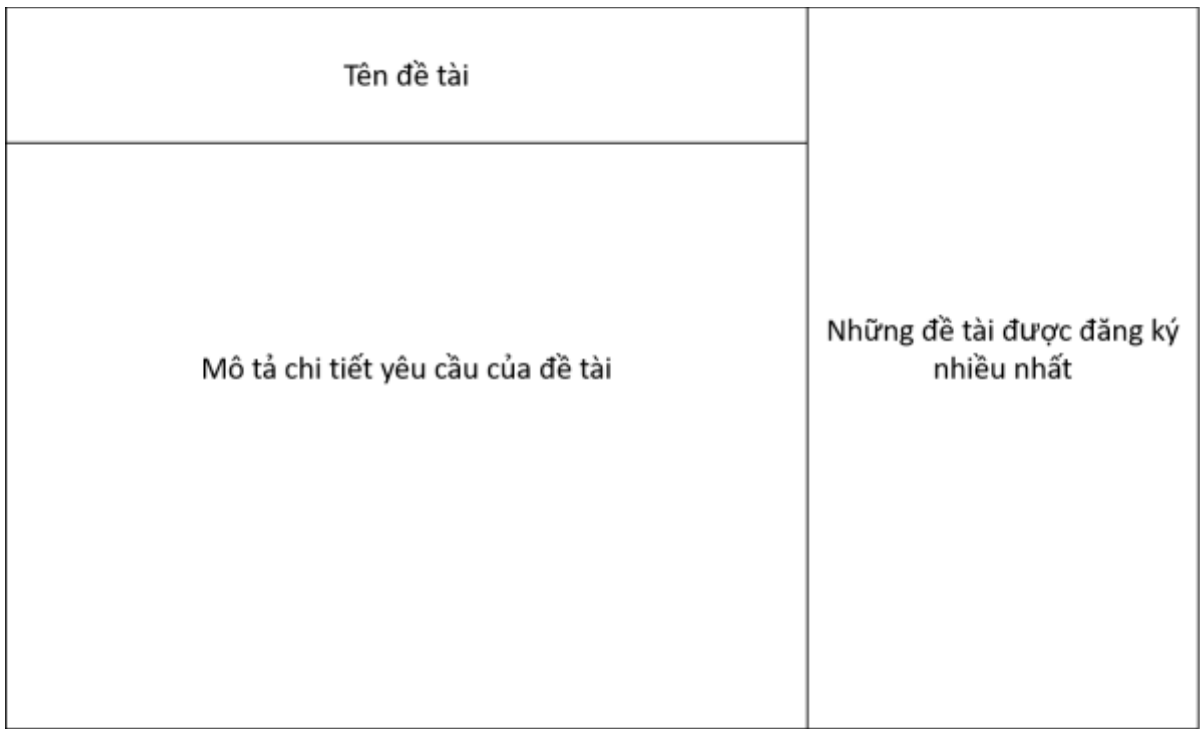 Tên đề tài
Mô tả chi tiết yêu cầu của đề tài
Những đề tài được đăng ký
nhiều nhất